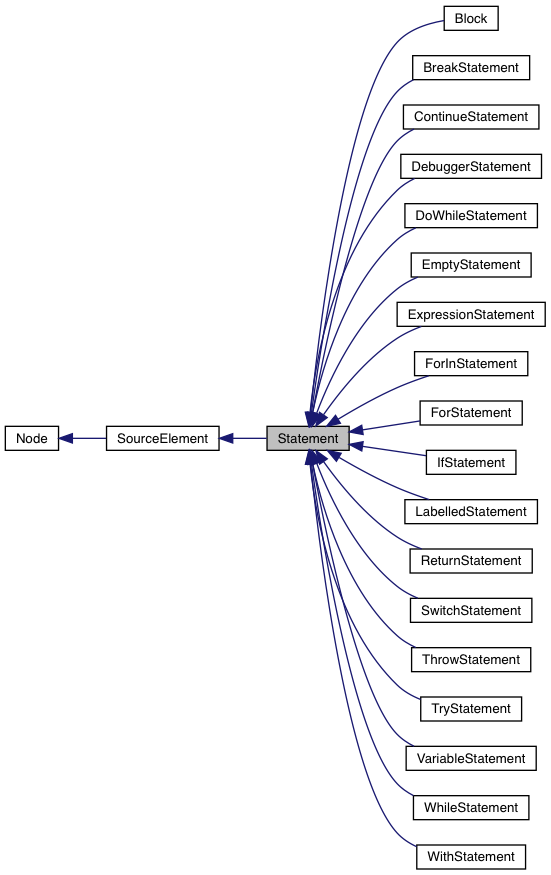 Block
BreakStatement
ContinueStatement
DebuggerStatement
DoWhileStatement
EmptyStatement
ExpressionStatement
ForInStatement
ForStatement
Node
SourceElement
Statement
IfStatement
LabelledStatement
ReturnStatement
SwitchStatement
ThrowStatement
TryStatement
VariableStatement
WhileStatement
WithStatement